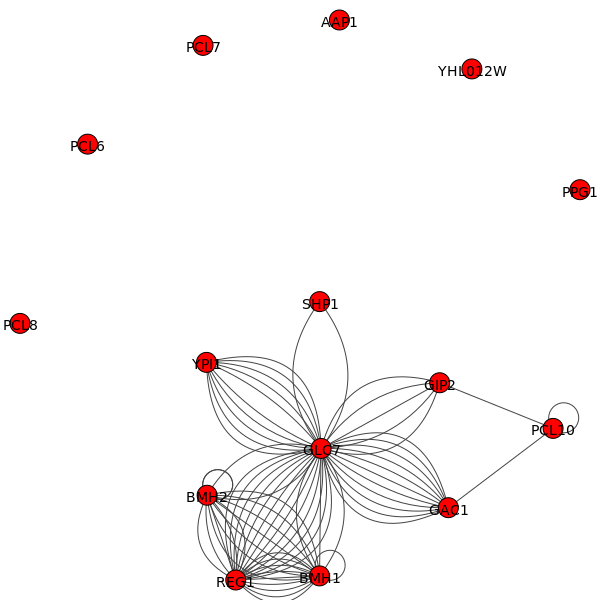 AAP1
PCL7
YHL012W
PCL6
PPG1
SHP1
PCL8
YPI1
GIP2
PCL10
GLC7
BMH2
GAC1
REG1
BMH1